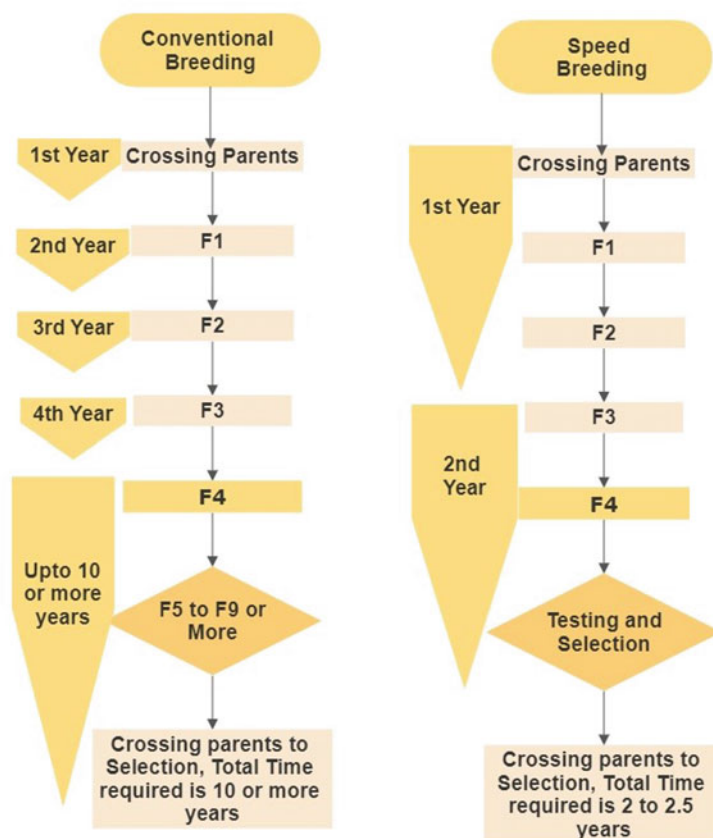 Conventional
Breeding
1st Year
Crossing Parents
2nd Year
F1
3rd Year
F2
4th Year
F3
F4
Upto 10
or more
years
F5 to F9 or
More
Crossing parents to
Selection, Total Time
required is 10 or more
years
Speed
Breeding
Crossing Parents
1st Year
F1
F2
F3
2nd
Year
F4
Testing and
Selection
Crossing parents to
Selection, Total Time
required is 2 to 2.5
years